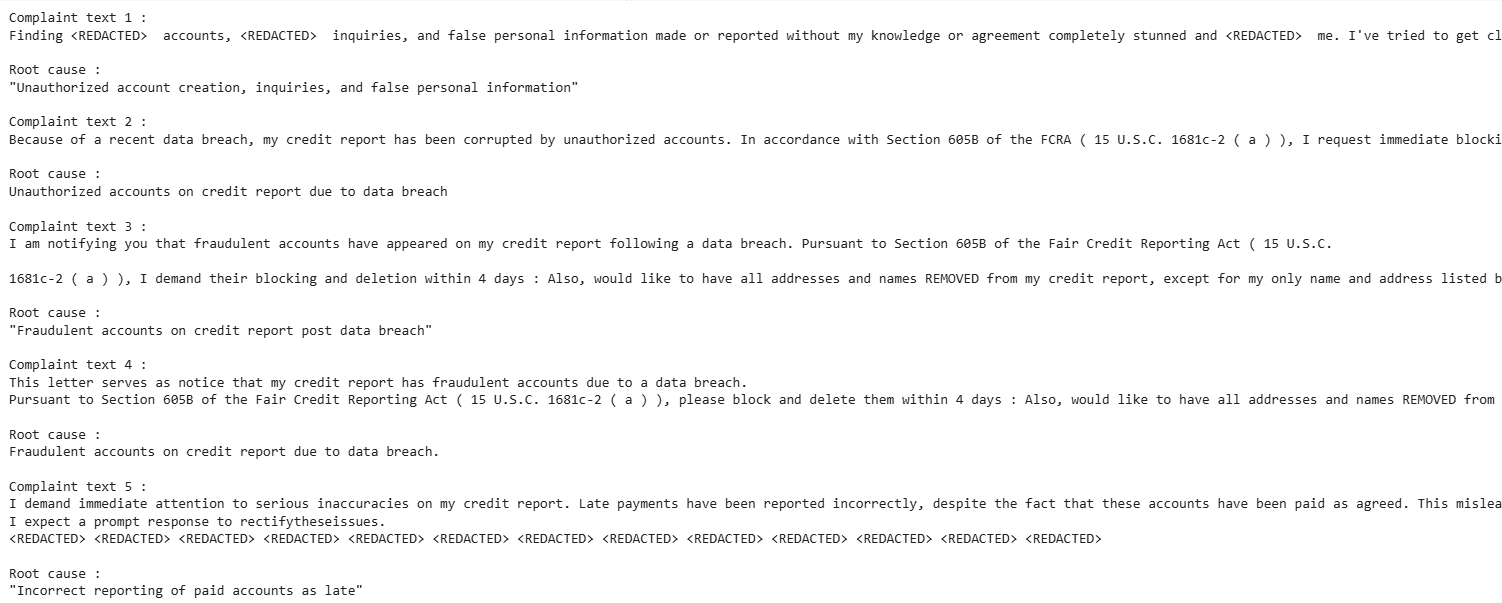 Complaint text 1 :
Finding <REDACTED>  accounts, <REDACTED>  inquiries, and false personal information made or reported without my knowledge or agreement completely stunned and <REDACTED>  me. I've tried to get cl
Root cause :
"Unauthorized account creation, inquiries, and false personal information"
Complaint text 2 :
Because of a recent data breach, my credit report has been corrupted by unauthorized accounts. In accordance with Section 605B of the FCRA ( 15 U.S.C. 1681c-2 ( a ) ), I request immediate blocki
Root cause :
Unauthorized accounts on credit report due to data breach
Complaint text 3 :
I am notifying you that fraudulent accounts have appeared on my credit report following a data breach. Pursuant to Section 605B of the Fair Credit Reporting Act ( 15 U.S.C.
1681c-2 ( a ) ), I demand their blocking and deletion within 4 days : Also, would like to have all addresses and names REMOVED from my credit report, except for my only name and address listed b
Root cause :
"Fraudulent accounts on credit report post data breach"
Complaint text 4 :
This letter serves as notice that my credit report has fraudulent accounts due to a data breach.
Pursuant to Section 605B of the Fair Credit Reporting Act ( 15 U.S.C. 1681c-2 ( a ) ), please block and delete them within 4 days : Also, would like to have all addresses and names REMOVED from
Root cause :
Fraudulent accounts on credit report due to data breach.
Complaint text 5 :
I demand immediate attention to serious inaccuracies on my credit report. Late payments have been reported incorrectly, despite the fact that these accounts have been paid as agreed. This mislea
I expect a prompt response to rectifytheseissues.
<REDACTED> <REDACTED> <REDACTED> <REDACTED> <REDACTED> <REDACTED> <REDACTED> <REDACTED> <REDACTED> <REDACTED> <REDACTED> <REDACTED> <REDACTED>
Root cause :
"Incorrect reporting of paid accounts as late"